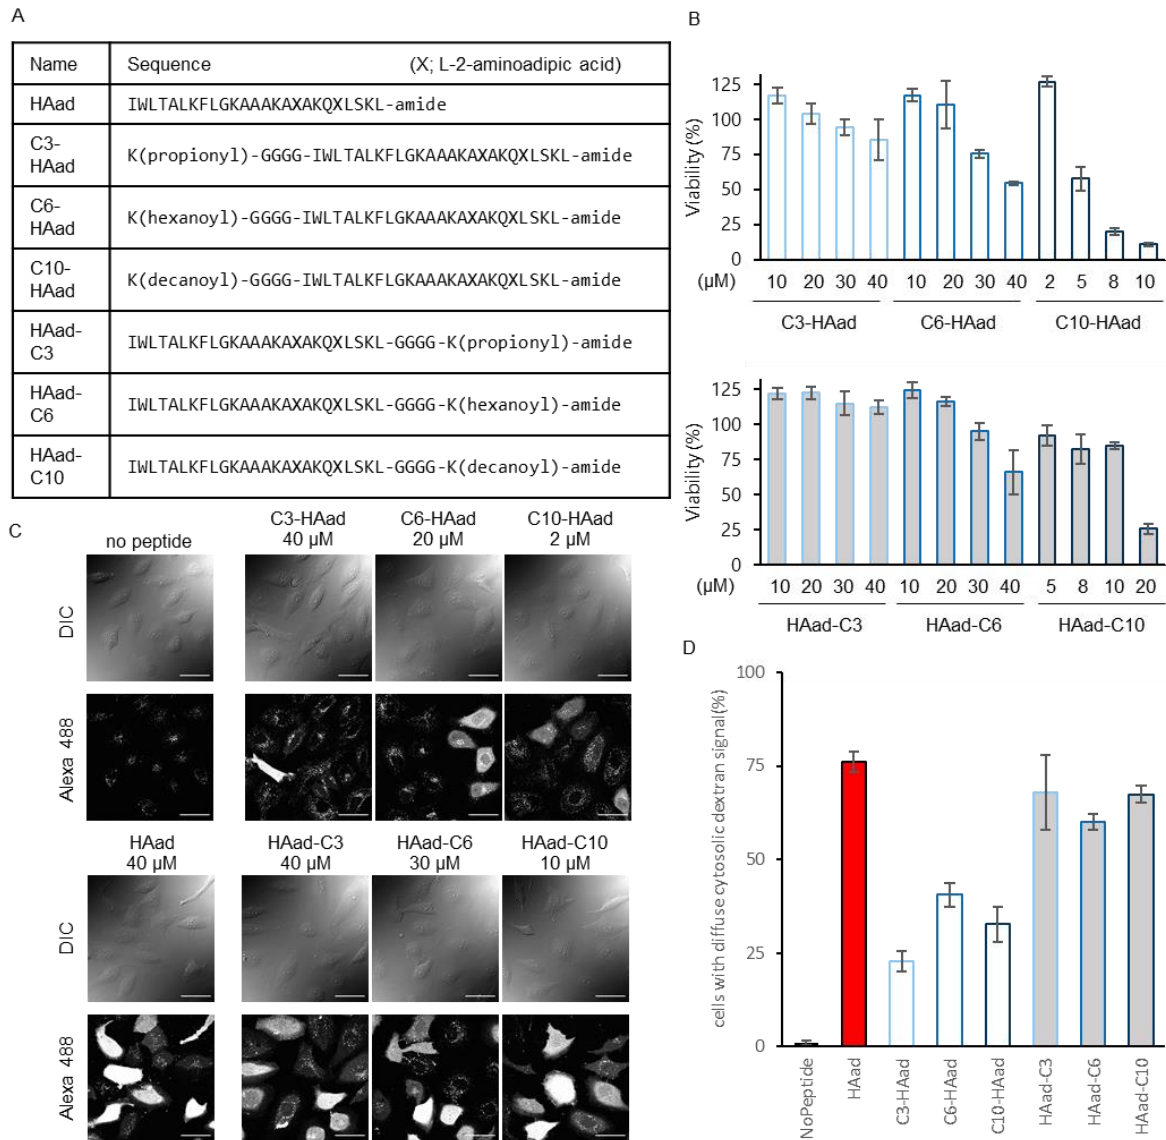 A
Name Sequence (X; L-2-aminoadipic acid)
HAad IWLTALKFLGKAAAKAXAKQXLSKL-amide
C3-
HAad
K(propionyl)-GGGG-IWLTALKFLGKAAAKAXAKQXLSKL-amide
C6-
HAad
K(hexanoyl)-GGGG-IWLTALKFLGKAAAKAXAKQXLSKL-amide
C10-
HAad
K(decanoyl)-GGGG-IWLTALKFLGKAAAKAXAKQXLSKL-amide
HAad-
C3
IWLTALKFLGKAAAKAXAKQXLSKL-GGGG-K(propionyl)-amide
HAad-
C6
IWLTALKFLGKAAAKAXAKQXLSKL-GGGG-K(hexanoyl)-amide
HAad-
C10
IWLTALKFLGKAAAKAXAKQXLSKL-GGGG-K(decanoyl)-amide
B
Viability (%)
125
100
75
50
25
0
(µM) 10 20 30 40 10 20 30 40 2 5 8 10
C3-HAad C6-HAad C10-HAad
Viability (%)
125
100
75
50
25
0
(µM) 10 20 30 40 10 20 30 40 5 8 10 20
HAad-C3 HAad-C6 HAad-C10
C
no peptide
C3-HAad
40 µM
C6-HAad
20 µM
C10-HAad
2 µM
DIC
Alexa 488
HAad
40 µM
HAad-C3
40 µM
HAad-C6
30 µM
HAad-C10
10 µM
DIC
Alexa 488
D
cells with diffuse cytosolic dextran signal(%)
100
75
50
25
0
NoPeptide
HAad
C3-HAad
C6-HAad
C10-HAad
HAad-C3
HAad-C6
HAad-C10